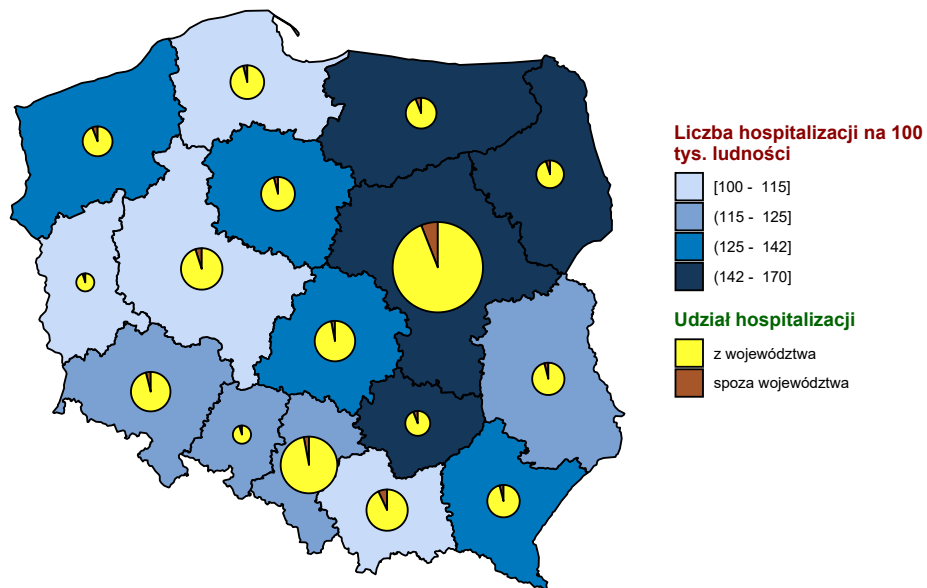 Liczba hospitalizacji na 100
tys. ludności
[100 - 115]
(115 - 125]
(125 - 142]
(142 - 170]
Udział hospitalizacji
z województwa
spoza województwa